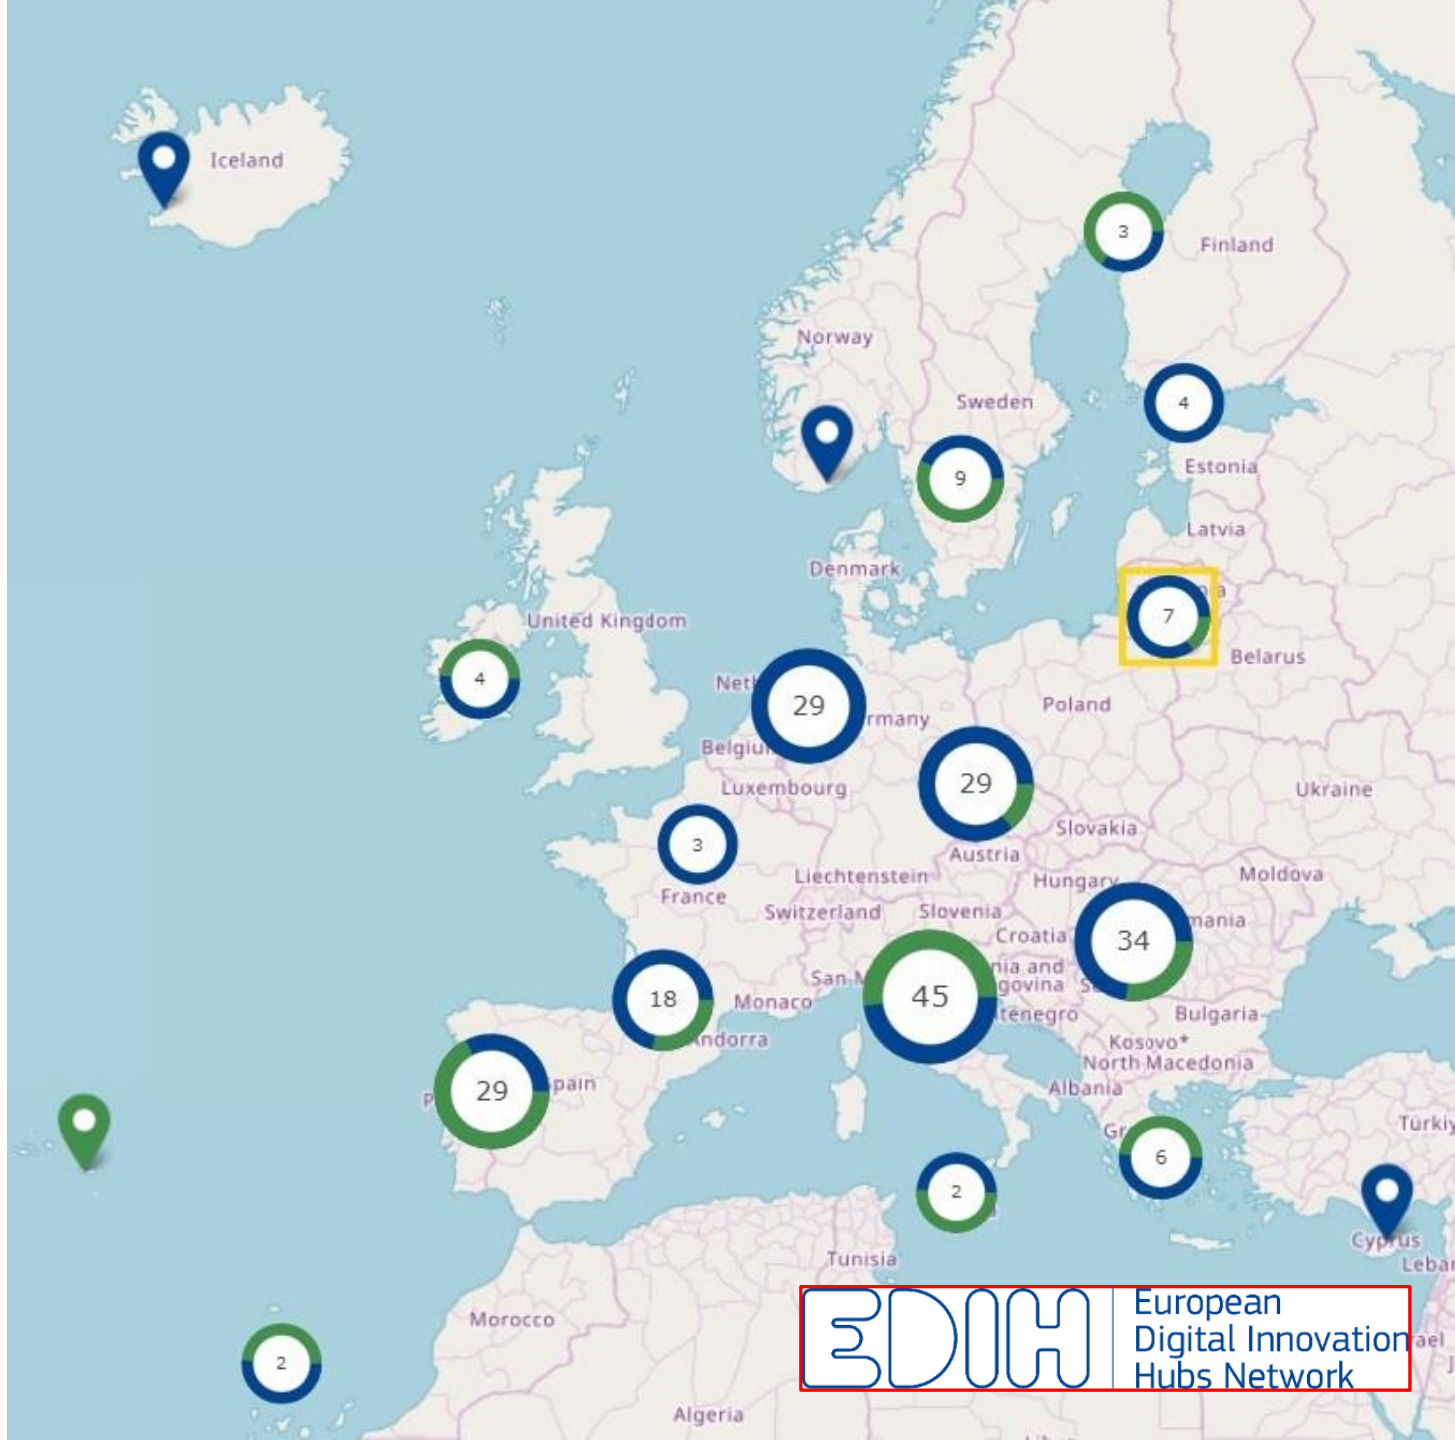 Iceland
3
Finland
Norway
4
Sweden
Estonia
9
Latvia
Denmark
7
United Kingdom
Belarus
4
29
Poland
29
Luxembourg
Ukraine
Slovakia
3
Austria
Liechtenstein
Hungary
Moldova
France
Switzerland
Slovenia
34
Croatia
45
18
Monaco
Bulgaria
Kosovo*
North Macedonia
Albania
29
6
2
Cyprus
Tunisia
EDIH
European
Digital Innovation
Hubs Network
Morocco
2
Algeria